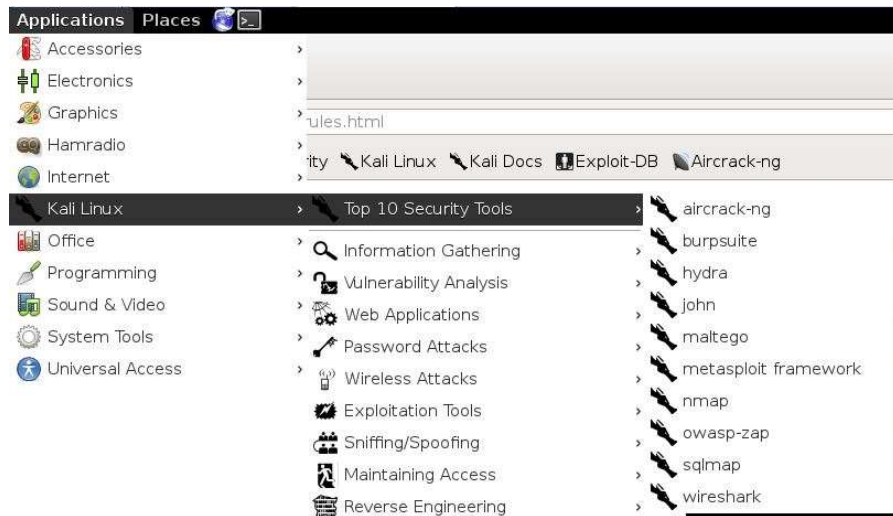 Applications Places
Accessories
Electronics
Graphics
Hamradio
Internet
Kali Linux
Office
Programming
Sound & Video
System Tools
Universal Access
rules.html
ity Kali Linux Kali Docs Exploit-DB Aircrack-ng
Top 10 Security Tools
Information Gathering
Vulnerability Analysis
Web Applications
Password Attacks
Wireless Attacks
Exploitation Tools
Sniffing/Spoofing
Maintaining Access
Reverse Engineering
aircrack-ng
burpsuite
hydra
john
maltego
metasploit framework
nmap
owasp-zap
sqlmap
wireshark